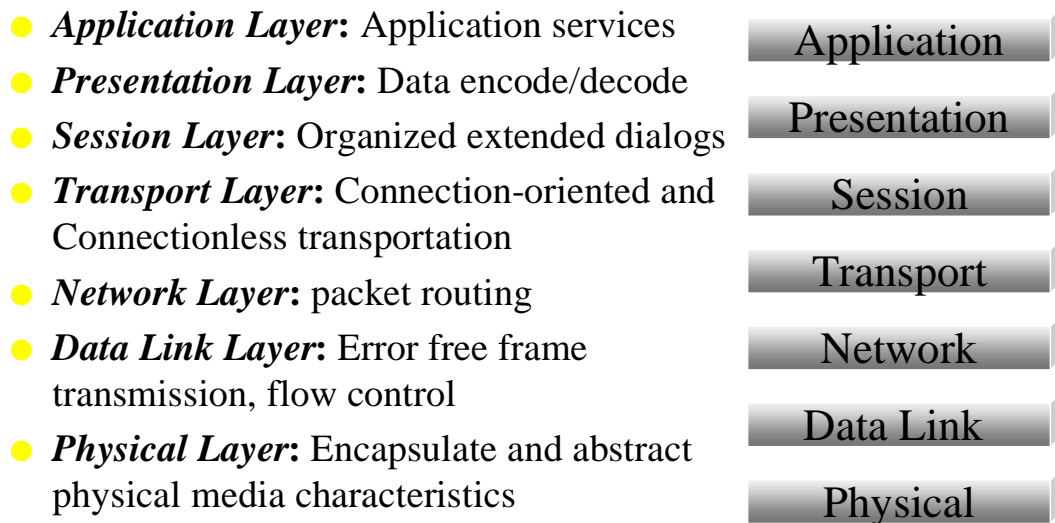 Application Layer: Application services
Presentation Layer: Data encode/decode
Session Layer: Organized extended dialogs
Transport Layer: Connection-oriented and
Connectionless transportation
Network Layer: packet routing
Data Link Layer: Error free frame
transmission, flow control
Physical Layer: Encapsulate and abstract
physical media characteristics
Application
Presentation
Session
Transport
Network
Data Link
Physical